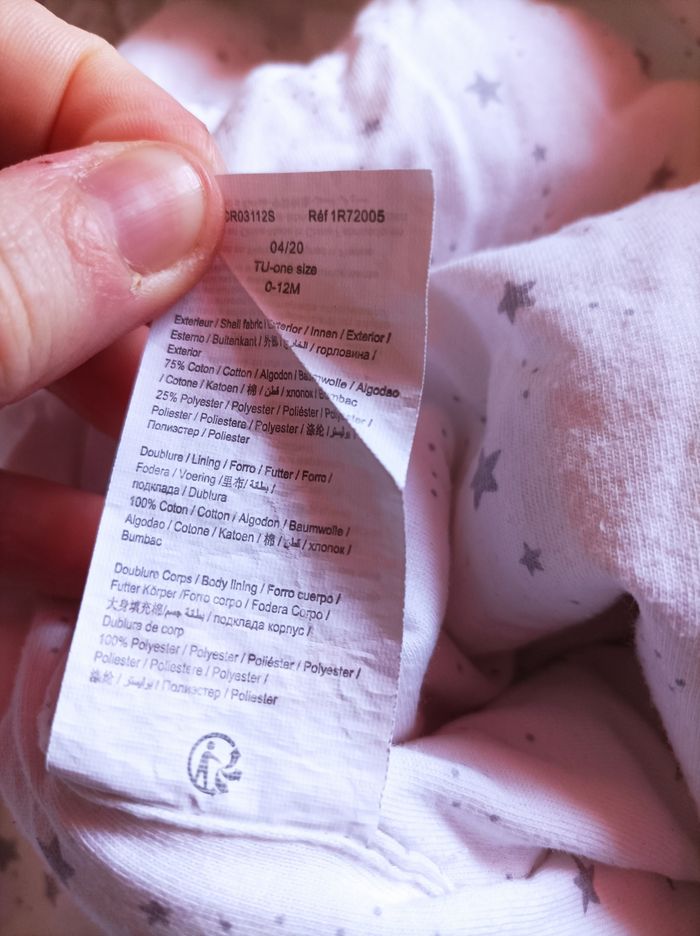 CR03112S Réf 1R72005
04/20
TU-one size
0-12M
Exterieur / Shell fabric / Exterior / Innen / Exterior /
Esterno / Buitenkant / 外部 / الخارج / горловина /
Exterior
75% Coton / Cotton / Algodon / Baumwolle / Algodao
/ Cotone / Katoen / 棉 / قطن / хлопок / Bumbac
25% Polyester / Polyester / Poliéster / Polyester /
Poliester / Poliestere / Polyester / 涤纶 / بوليستر /
Полиэстер / Poliester
Doublure / Lining / Forro / Futter / Forro /
Fodera / Voering / 里布 / بطانة /
подклада / Dublura
100% Coton / Cotton / Algodon / Baumwolle /
Algodao / Cotone / Katoen / 棉 / قطن / хлопок /
Bumbac
Doublure Corps / Body lining / Forro cuerpo /
Futter Körper / Forro corpo / Fodera Corpo /
大身填充棉 / بطانة جسم / подклада корпус /
Dublura de corp
100% Polyester / Polyester / Poliéster / Polyester /
Poliester / Poliestere / Polyester /
涤纶 / بوليستر / Полиэстер / Poliester